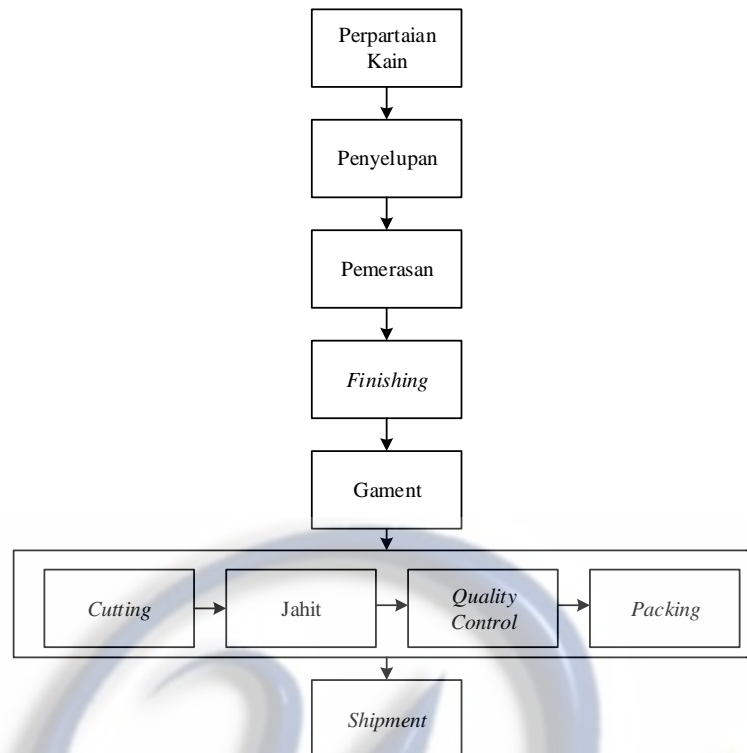 Perpartaian
Kain
Penyelupan
Pemerasan
Finishing
Gament
Cutting
Jahit
Quality
Control
Packing
Shipment